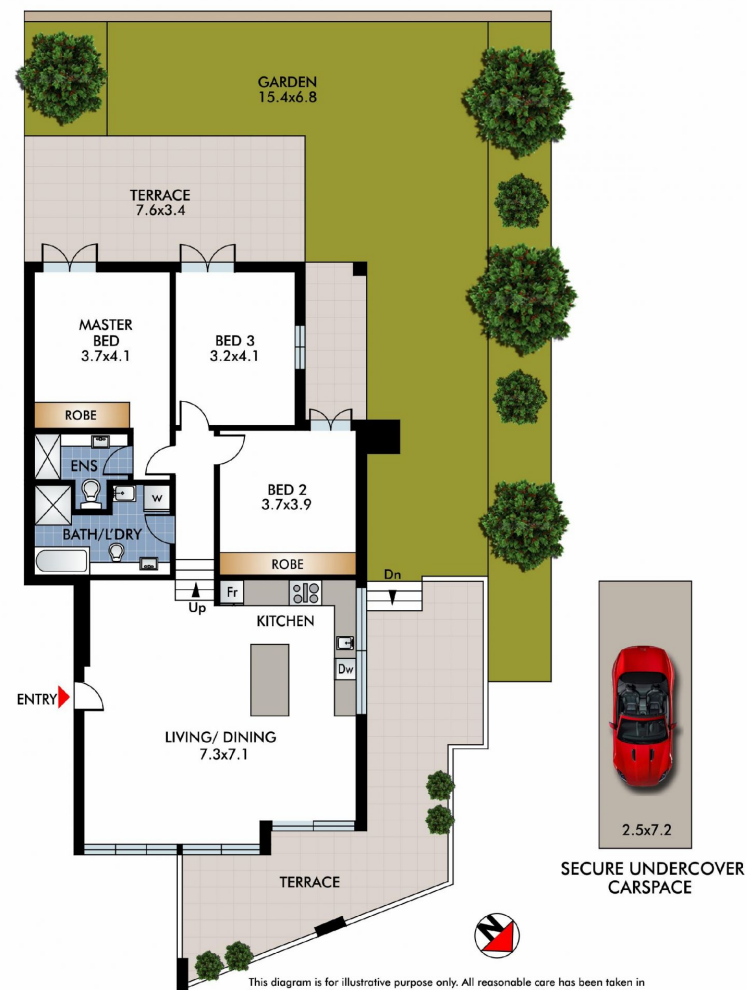 GARDEN
15.4x6.8
TERRACE
7.6x3.4
MASTER
BED
3.7x4.1
BED 3
3.2x4.1
ROBE
ENS
W
BATH/L'DRY
BED 2
3.7x3.9
ROBE
Up
Fr
KITCHEN
Dn
Dw
ENTRY
LIVING/ DINING
7.3x7.1
2.5x7.2
SECURE UNDERCOVER
CARSPACE
TERRACE
N
This diagram is for illustrative purpose only. All reasonable care has been taken in